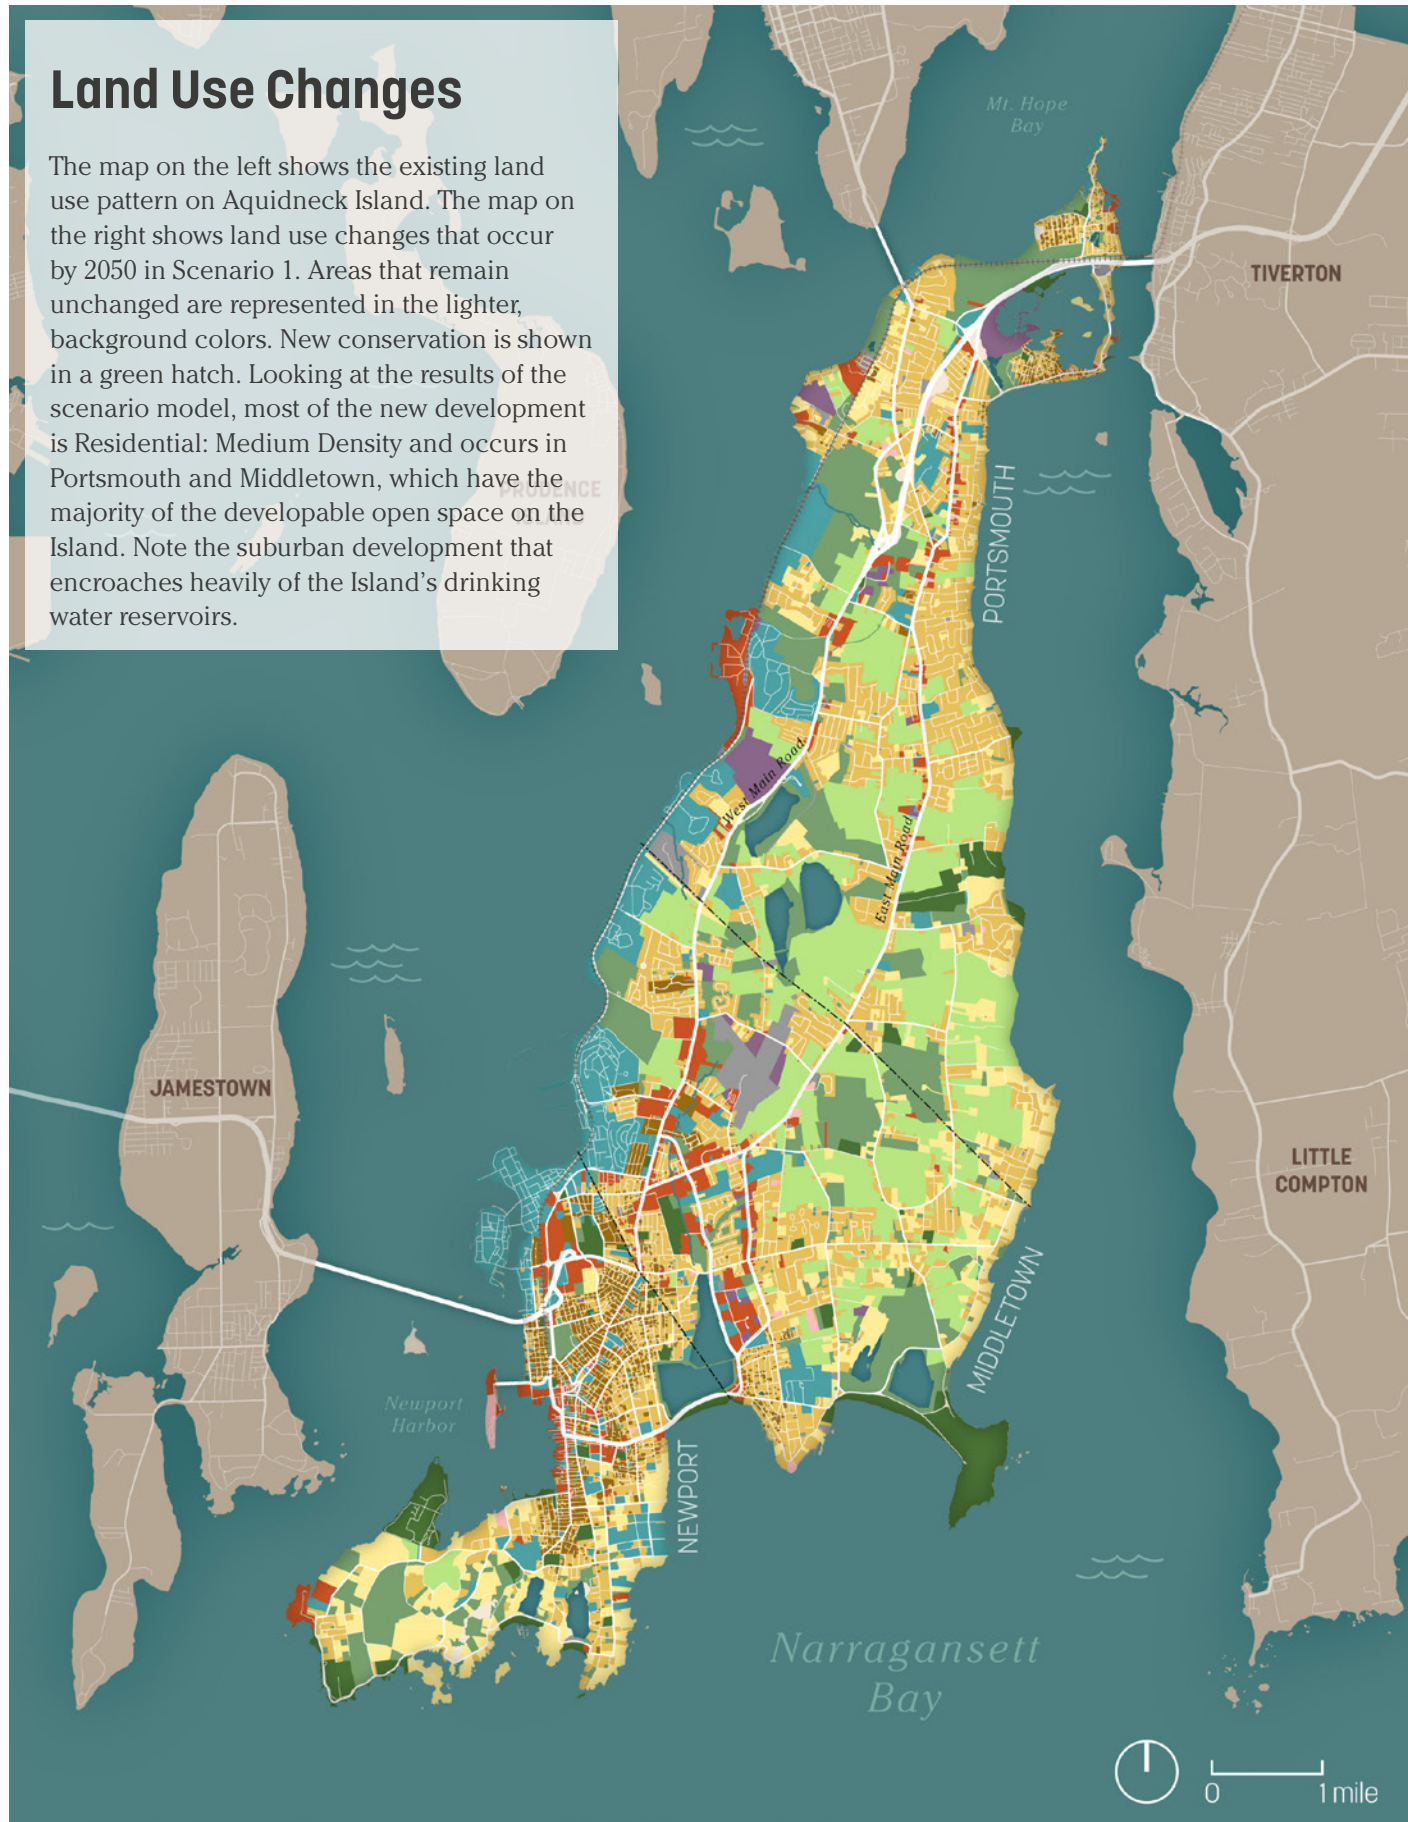 Land Use Changes
The map on the left shows the existing land
use pattern on Aquidneck Island. The map on
the right shows land use changes that occur
by 2050 in Scenario 1. Areas that remain
unchanged are represented in the lighter,
background colors. New conservation is shown
in a green hatch. Looking at the results of the
scenario model, most of the new development
is Residential: Medium Density and occurs in
Portsmouth and Middletown, which have the
majority of the developable open space on the
Island. Note the suburban development that
encroaches heavily of the Island’s drinking
water reservoirs.
PRUDENCE
ISLAND
Mt. Hope
Bay
TIVERTON
PORTSMOUTH
West Main Road
East Main Road
JAMESTOWN
LITTLE
COMPTON
MIDDLETOWN
Newport
Harbor
NEWPORT
Narragansett
Bay
0
1 mile